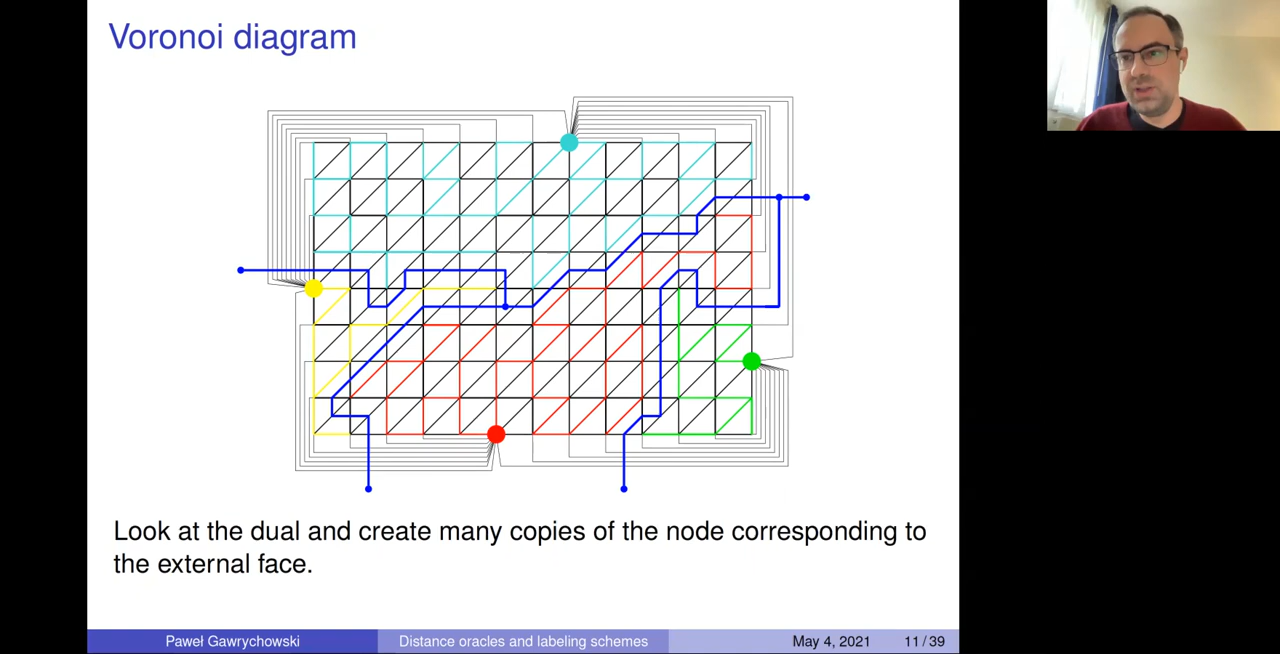 Voronoi diagram
Look at the dual and create many copies of the node corresponding to
the external face.
Paweł Gawrychowski
Distance oracles and labeling schemes
May 4, 2021
11 / 39